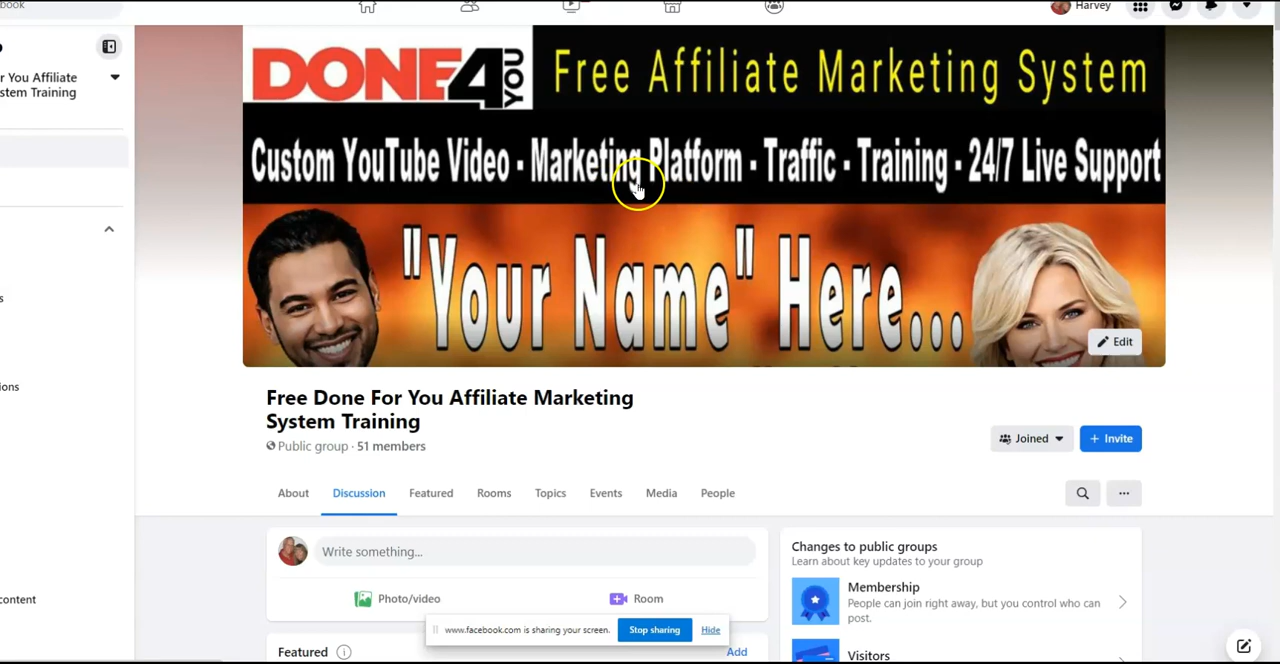 book
Harvey
r You Affiliate
stem Training
s
ions
content
DONE4YOU Free Affiliate Marketing System
Custom YouTube Video - Marketing Platform - Traffic - Training - 24/7 Live Support
"Your Name" Here...
Edit
Free Done For You Affiliate Marketing
System Training
Public group · 51 members
Joined
+ Invite
About Discussion Featured Rooms Topics Events Media People
Write something...
Photo/video Room
www.facebook.com is sharing your screen. Stop sharing Hide
Featured Add
Changes to public groups
Learn about key updates to your group
Membership
People can join right away, but you control who can
post.
Visitors